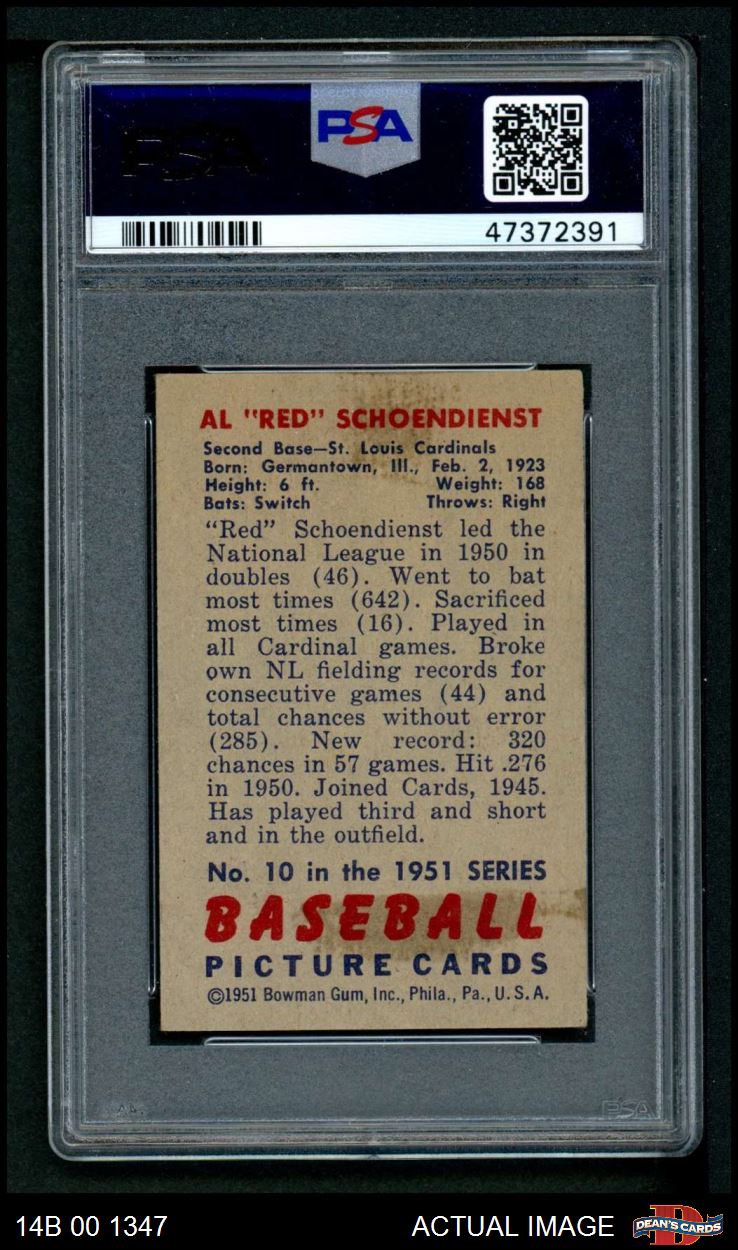 PSA
PSA
47372391
AL "RED" SCHOENDIENST
Second Base—St. Louis Cardinals
Born: Germantown, Ill., Feb. 2, 1923
Height: 6 ft. Weight: 168
Bats: Switch Throws: Right
"Red" Schoendienst led the
National League in 1950 in
doubles (46). Went to bat
most times (642). Sacrificed
most times (16). Played in
all Cardinal games. Broke
own NL fielding records for
consecutive games (44) and
total chances without error
(285). New record: 320
chances in 57 games. Hit .276
in 1950. Joined Cards, 1945.
Has played third and short
and in the outfield.
No. 10 in the 1951 SERIES
BASEBALL
PICTURE CARDS
©1951 Bowman Gum, Inc., Phila., Pa., U.S.A.
PSA
14B 00 1347 ACTUAL IMAGE DEAN'S CARDS